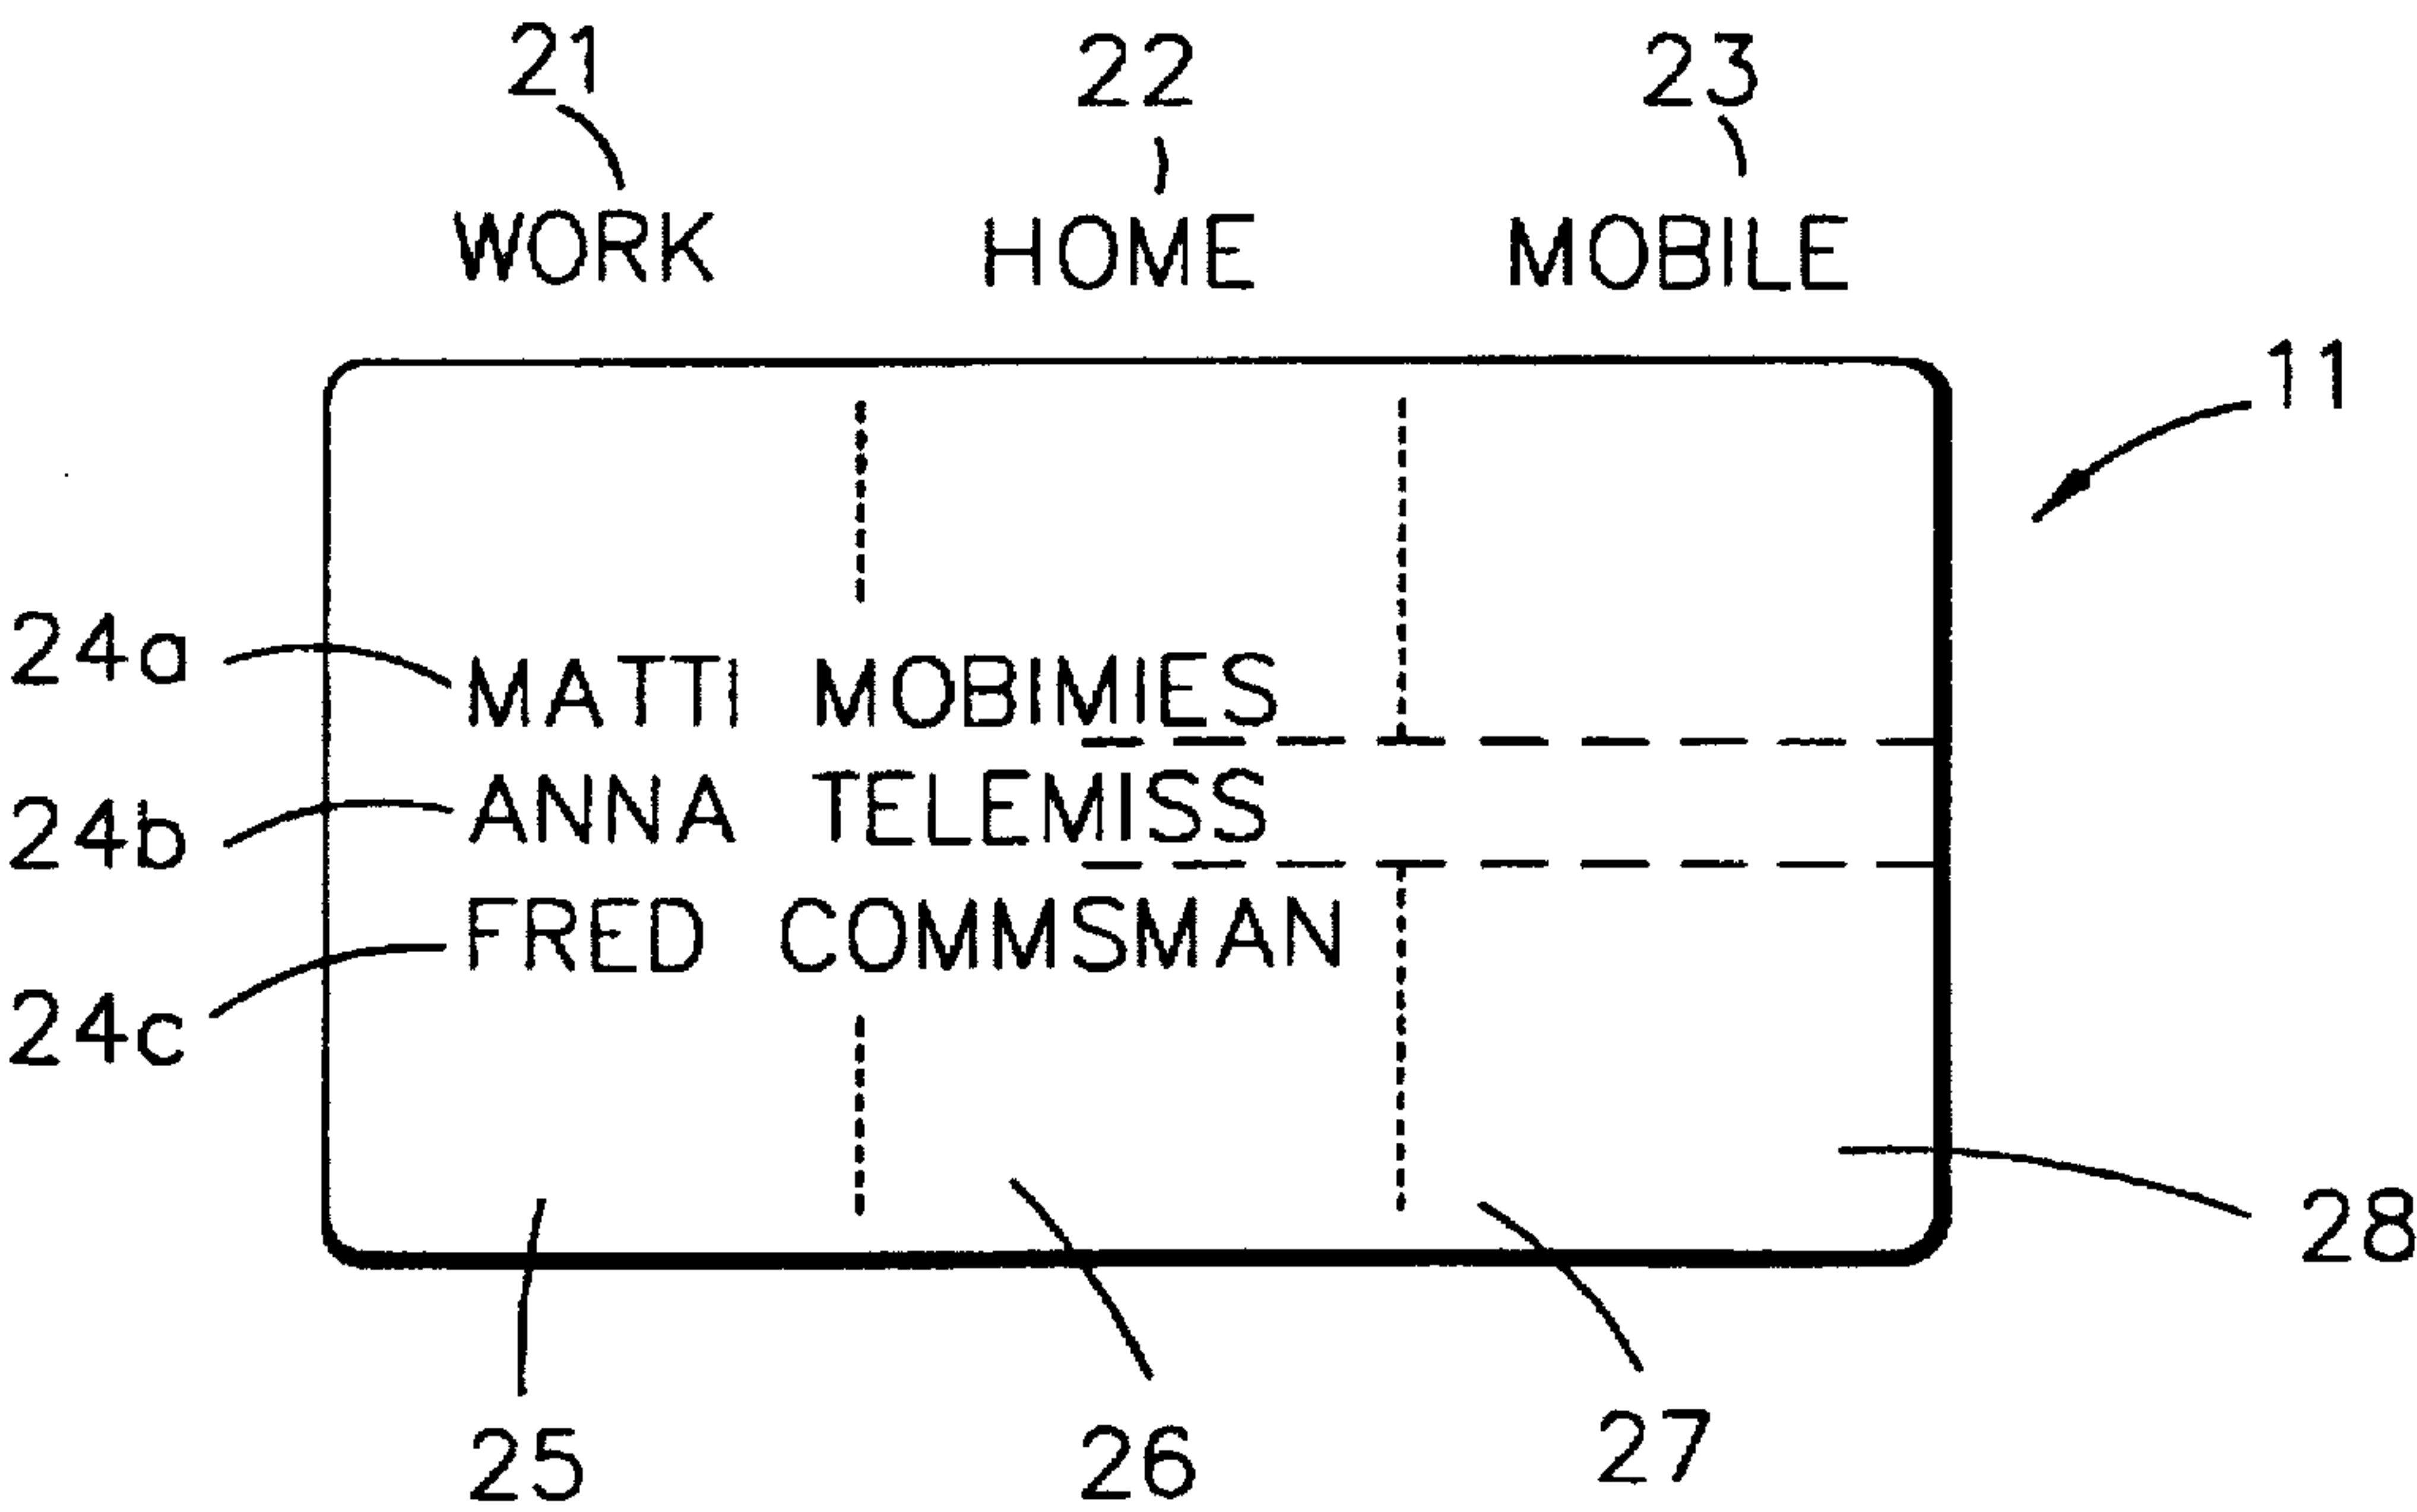 21 22 23
WORK HOME MOBILE
11
24a MATTI MOBIMIES
24b ANNA TELEMISS
24c FRED COMMSMAN
28
25 26 27